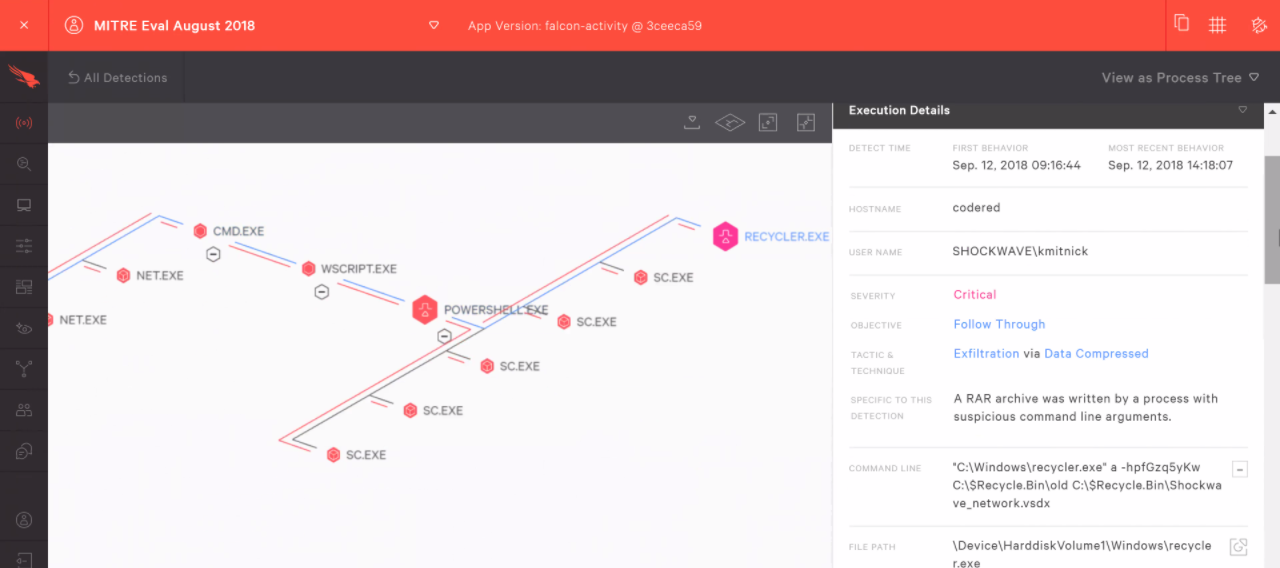 MITRE Eval August 2018
App Version: falcon-activity @ 3ceeca59
All Detections
View as Process Tree
CMD.EXE
NET.EXE
NET.EXE
WSCRIPT.EXE
POWERSHELL.EXE
RECYCLER.EXE
SC.EXE
SC.EXE
SC.EXE
SC.EXE
SC.EXE
Execution Details
DETECT TIME
FIRST BEHAVIOR
Sep. 12, 2018 09:16:44
MOST RECENT BEHAVIOR
Sep. 12, 2018 14:18:07
HOSTNAME
codered
USER NAME
SHOCKWAVE\kmitnick
SEVERITY
Critical
OBJECTIVE
Follow Through
TACTIC &
TECHNIQUE
Exfiltration via Data Compressed
SPECIFIC TO THIS
DETECTION
A RAR archive was written by a process with
suspicious command line arguments.
COMMAND LINE
"C:\Windows\recycler.exe" a -hpfGzq5yKw
C:\$Recycle.Bin\old C:\$Recycle.Bin\Shockwa
ve_network.vsdx
FILE PATH
\Device\HarddiskVolume1\Windows\recycle
r.exe